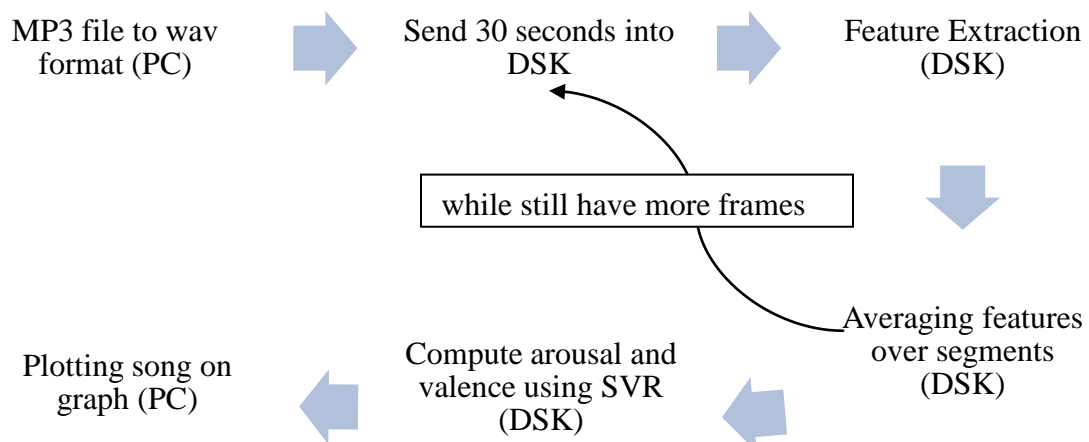 MP3 file to wav
format (PC)
Send 30 seconds into
DSK
Feature Extraction
(DSK)
while still have more frames
Averaging features
over segments
(DSK)
Compute arousal and
valence using SVR
(DSK)
Plotting song on
graph (PC)